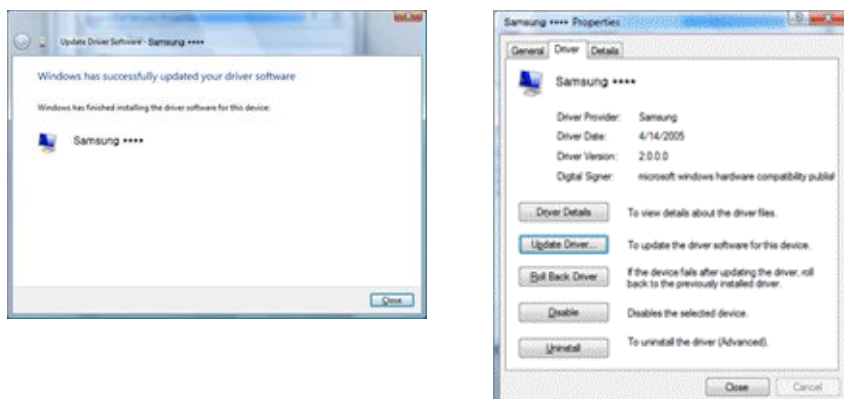 Update Driver Software - Samsung ****
Windows has successfully updated your driver software
Windows has finished installing the driver software for this device:
Samsung ****
Close
Samsung **** Properties
General Driver Details
Samsung ****
Driver Provider: Samsung
Driver Date: 4/14/2005
Driver Version: 2.0.0.0
Digital Signer: microsoft windows hardware compatibility publist
Driver Details To view details about the driver files.
Update Driver... To update the driver software for this device.
Roll Back Driver If the device fails after updating the driver, roll
back to the previously installed driver.
Disable Disables the selected device.
Uninstall To uninstall the driver (Advanced).
Close Cancel